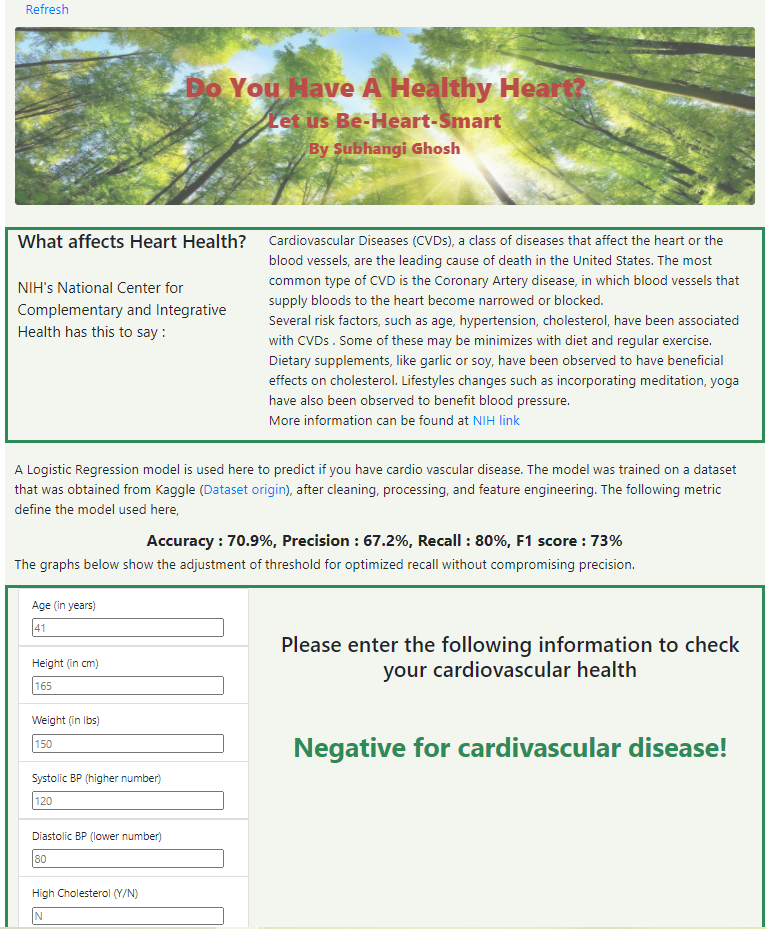 Refresh
Do You Have A Healthy Heart?
Let us Be-Heart-Smart
By Subhangi Ghosh
What affects Heart Health?
NIH's National Center for
Complementary and Integrative
Health has this to say :
Cardiovascular Diseases (CVDs), a class of diseases that affect the heart or the
blood vessels, are the leading cause of death in the United States. The most
common type of CVD is the Coronary Artery disease, in which blood vessels that
supply bloods to the heart become narrowed or blocked.
Several risk factors, such as age, hypertension, cholesterol, have been associated
with CVDs . Some of these may be minimizes with diet and regular exercise.
Dietary supplements, like garlic or soy, have been observed to have beneficial
effects on cholesterol. Lifestyles changes such as incorporating meditation, yoga
have also been observed to benefit blood pressure.
More information can be found at NIH link
A Logistic Regression model is used here to predict if you have cardio vascular disease. The model was trained on a dataset
that was obtained from Kaggle (Dataset origin), after cleaning, processing, and feature engineering. The following metric
define the model used here,
Accuracy : 70.9%, Precision : 67.2%, Recall : 80%, F1 score : 73%
The graphs below show the adjustment of threshold for optimized recall without compromising precision.
Age (in years)
41
Height (in cm)
165
Weight (in lbs)
150
Systolic BP (higher number)
120
Diastolic BP (lower number)
80
High Cholesterol (Y/N)
N
Please enter the following information to check
your cardiovascular health
Negative for cardivascular disease!